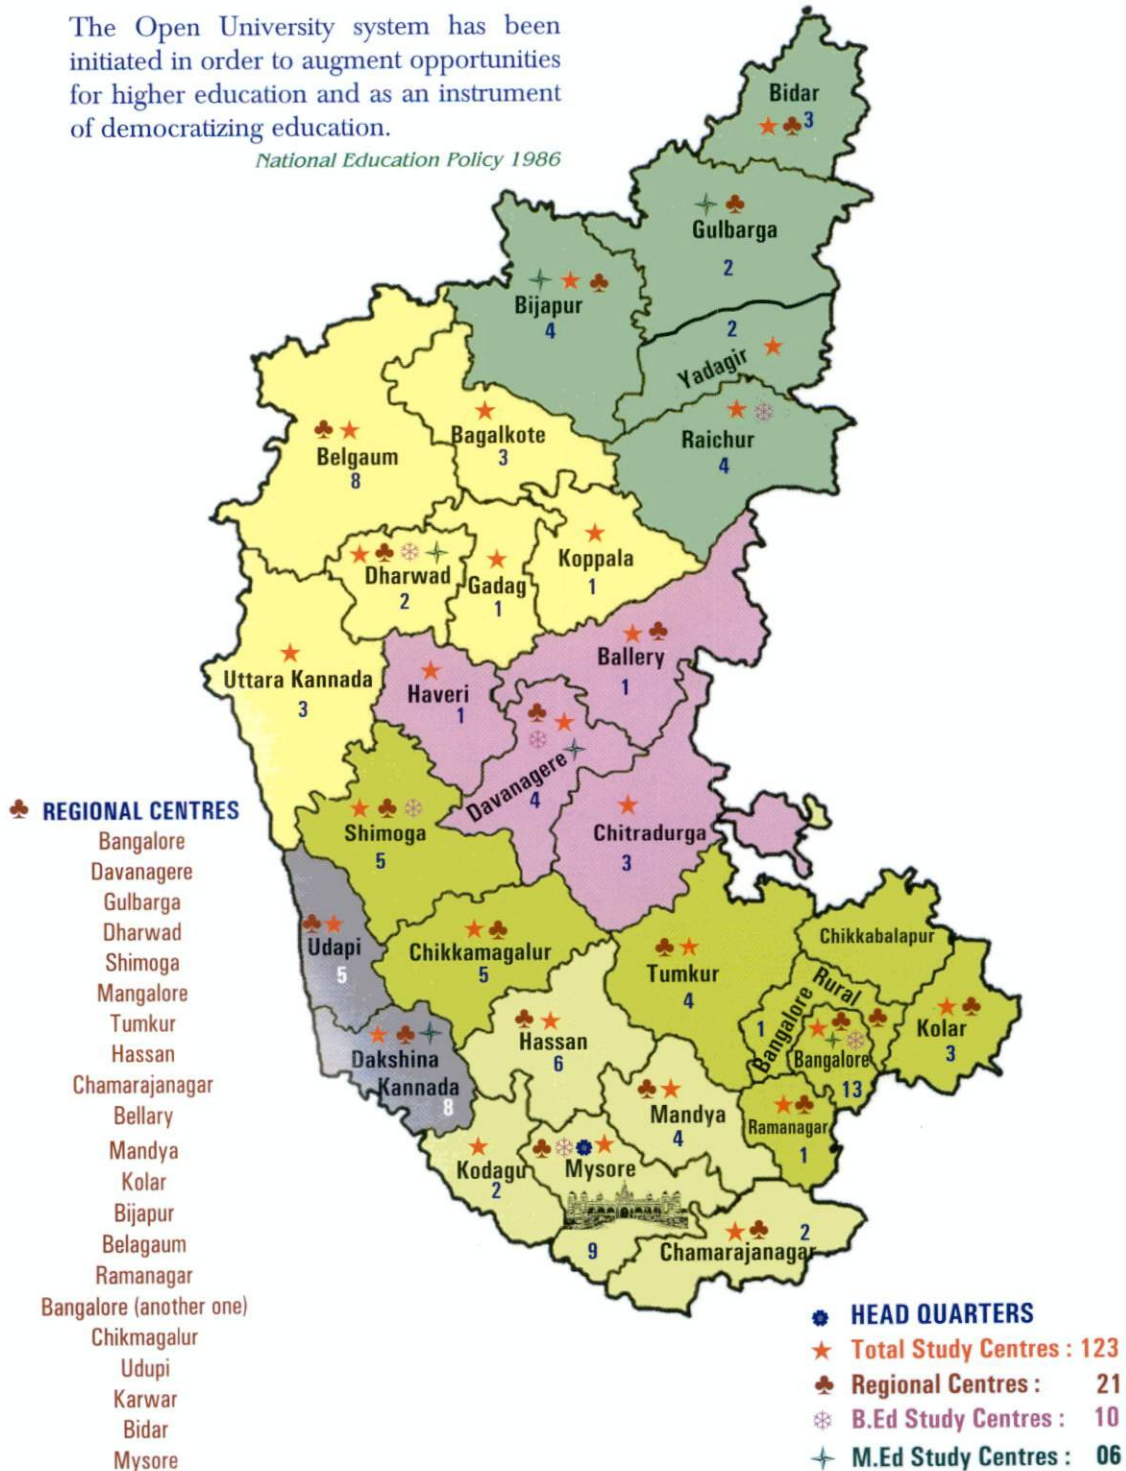 The Open University system has been
initiated in order to augment opportunities
for higher education and as an instrument
of democratizing education.
National Education Policy 1986
Bidar
3
Gulbarga
2
Bijapur
4
2
Yadagir
Raichur
4
Bagalkote
3
Belgaum
8
Koppala
1
Dharwad
2
Gadag
1
Ballery
1
Uttara Kannada
3
Haveri
1
Davanagere
4
Chitradurga
3
Shimoga
5
Udapi
5
Chikkamagalur
5
Tumkur
4
Chikkabalapur
Bangalore Rural
1
Kolar
3
Bangalore
13
Hassan
6
Dakshina
Kannada
8
Mandya
4
Ramanagar
1
Kodagu
2
Mysore
9
Chamarajanagar
2
REGIONAL CENTRES
Bangalore
Davanagere
Gulbarga
Dharwad
Shimoga
Mangalore
Tumkur
Hassan
Chamarajanagar
Bellary
Mandya
Kolar
Bijapur
Belagaum
Ramanagar
Bangalore (another one)
Chikmagalur
Udupi
Karwar
Bidar
Mysore
HEAD QUARTERS
Total Study Centres : 123
Regional Centres : 21
B.Ed Study Centres : 10
M.Ed Study Centres : 06